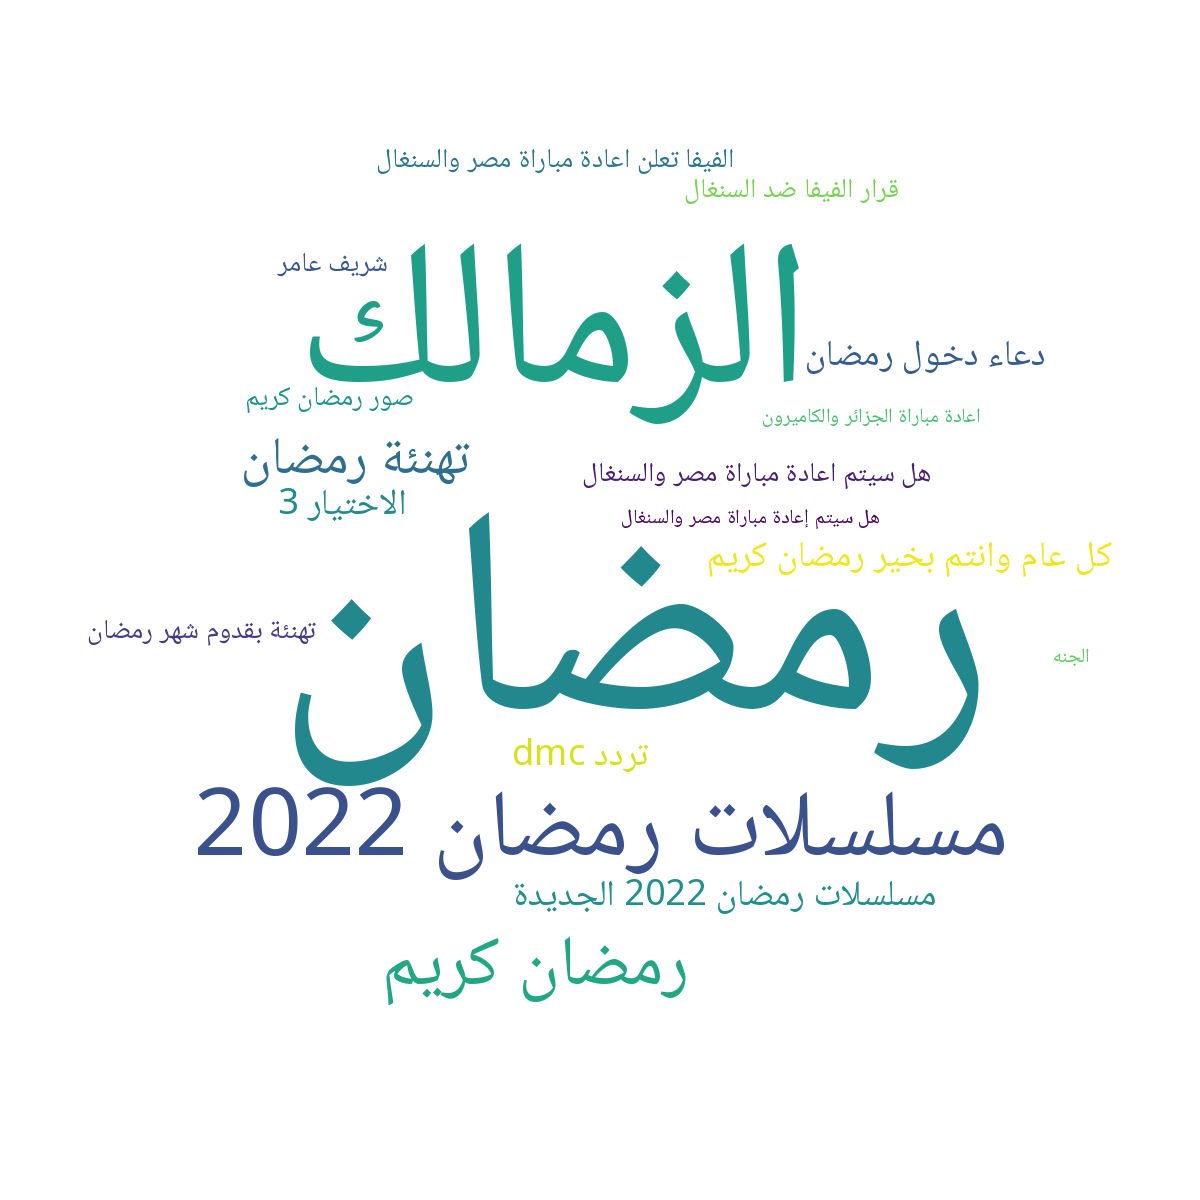 الفيفا تعلن اعادة مباراة مصر والسنغال
قرار الفيفا ضد السنغال
شريف عامر
الزمالك
دعاء دخول رمضان
صور رمضان كريم
اعادة مباراة الجزائر والكاميرون
تهنئة رمضان
هل سيتم اعادة مباراة مصر والسنغال
الاختيار 3
هل سيتم إعادة مباراة مصر والسنغال
كل عام وانتم بخير رمضان كريم
رمضان
تهنئة بقدوم شهر رمضان
الجنه
تردد dmc
مسلسلات رمضان 2022
مسلسلات رمضان 2022 الجديدة
رمضان كريم